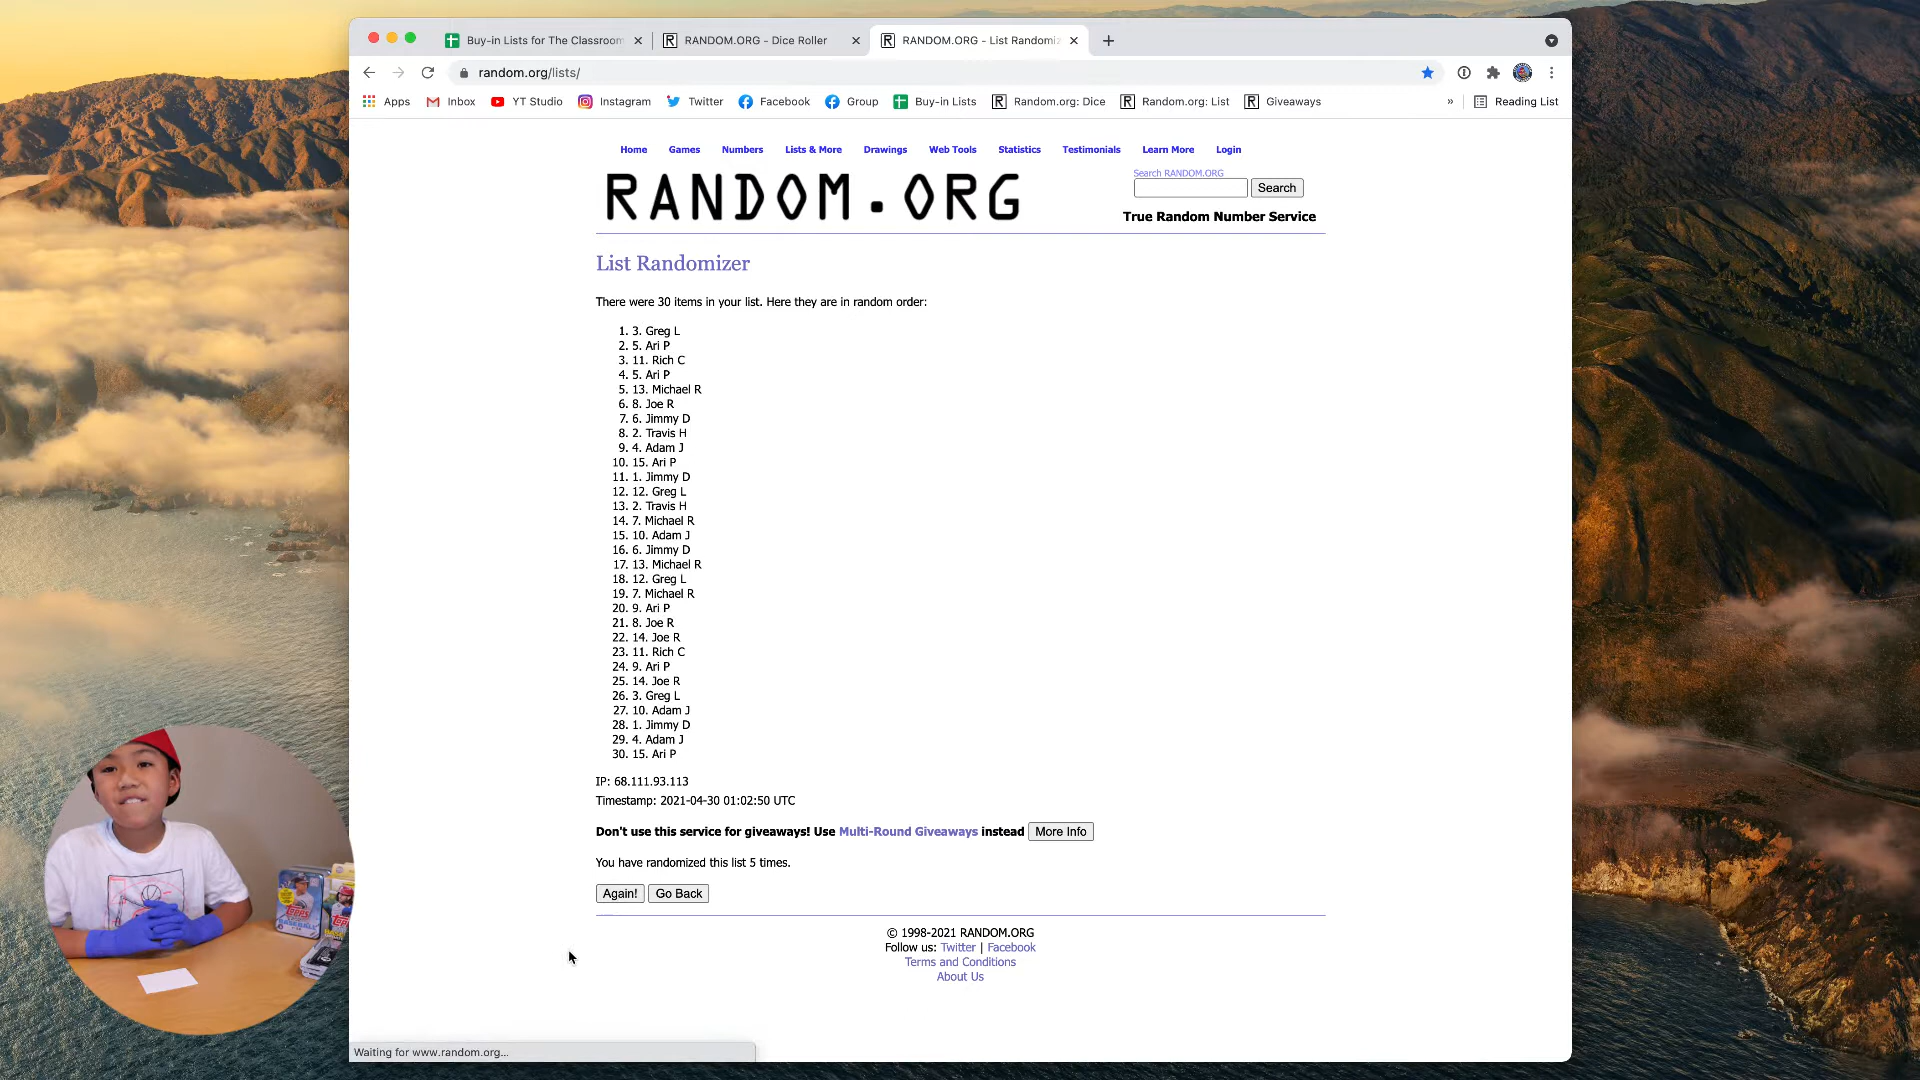 Buy-in Lists for The Classroom
RANDOM.ORG - Dice Roller
RANDOM.ORG - List Randomiz
random.org/lists/
Apps
Inbox
YT Studio
Instagram
Twitter
Facebook
Group
Buy-in Lists
Random.org: Dice
Random.org: List
Giveaways
»
Reading List
Home
Games
Numbers
Lists & More
Drawings
Web Tools
Statistics
Testimonials
Learn More
Login
RANDOM.ORG
Search RANDOM.ORG
Search
True Random Number Service
List Randomizer
There were 30 items in your list. Here they are in random order:
1. 3. Greg L
2. 5. Ari P
3. 11. Rich C
4. 5. Ari P
5. 13. Michael R
6. 8. Joe R
7. 6. Jimmy D
8. 2. Travis H
9. 4. Adam J
10. 15. Ari P
11. 1. Jimmy D
12. 12. Greg L
13. 2. Travis H
14. 7. Michael R
15. 10. Adam J
16. 6. Jimmy D
17. 13. Michael R
18. 12. Greg L
19. 7. Michael R
20. 9. Ari P
21. 8. Joe R
22. 14. Joe R
23. 11. Rich C
24. 9. Ari P
25. 14. Joe R
26. 3. Greg L
27. 10. Adam J
28. 1. Jimmy D
29. 4. Adam J
30. 15. Ari P
IP: 68.111.93.113
Timestamp: 2021-04-30 01:02:50 UTC
Don't use this service for giveaways! Use Multi-Round Giveaways instead More Info
You have randomized this list 5 times.
Again! Go Back
© 1998-2021 RANDOM.ORG
Follow us: Twitter | Facebook
Terms and Conditions
About Us
Waiting for www.random.org...
Topps
BASEBALL